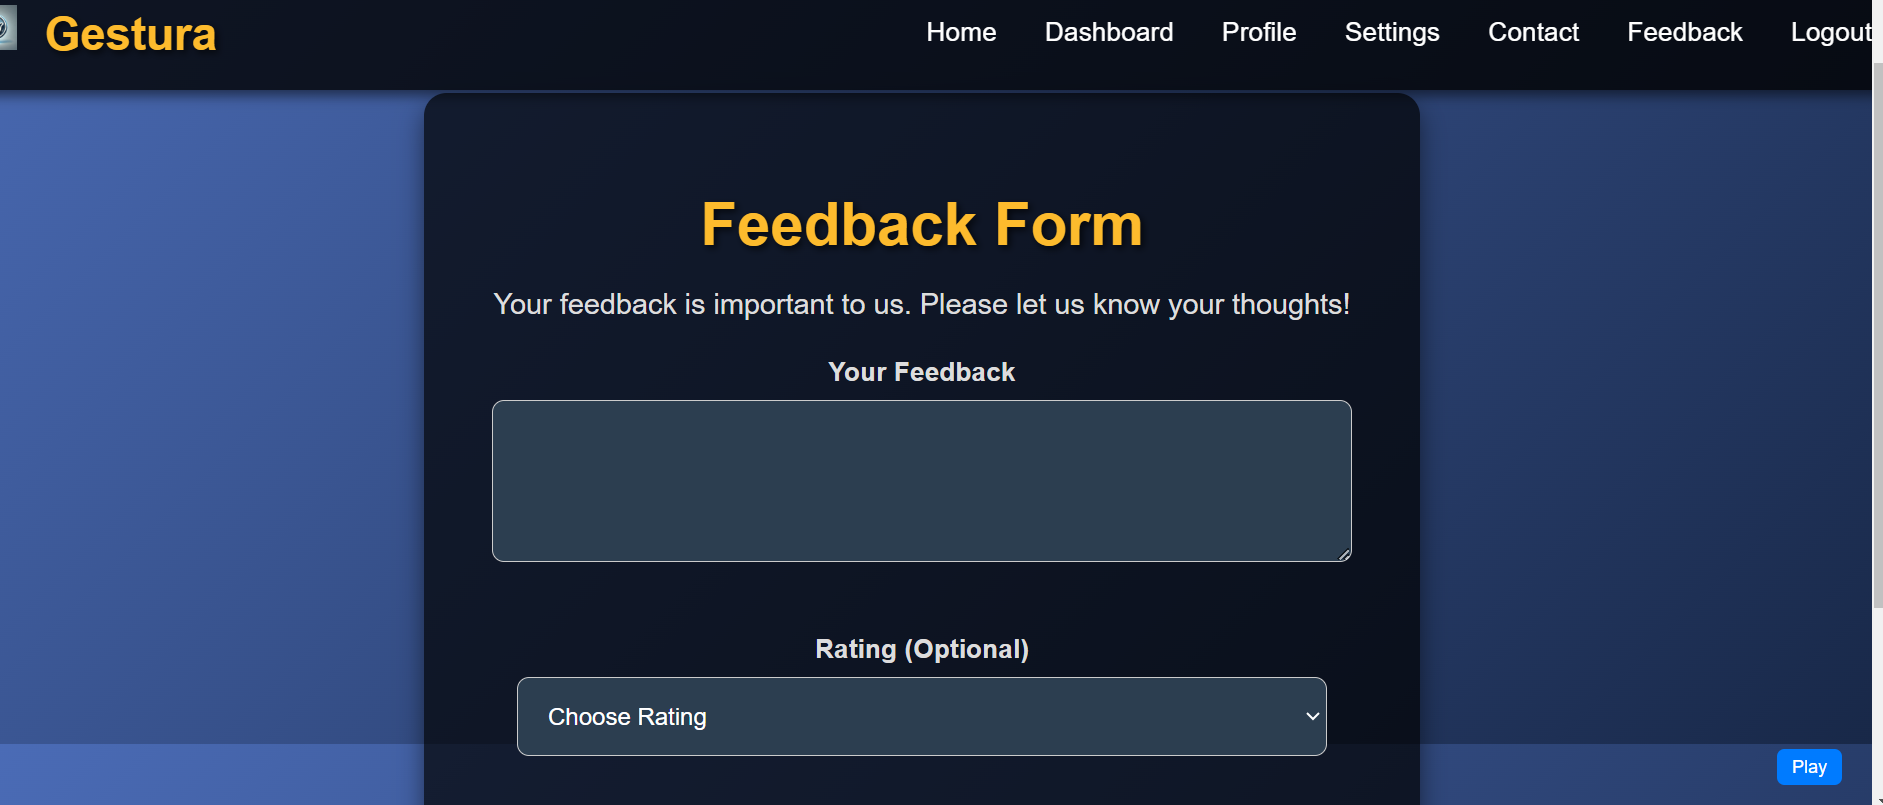 Gestura
Home Dashboard Profile Settings Contact Feedback Logout
Feedback Form
Your feedback is important to us. Please let us know your thoughts!
Your Feedback
Rating (Optional)
Choose Rating
Play